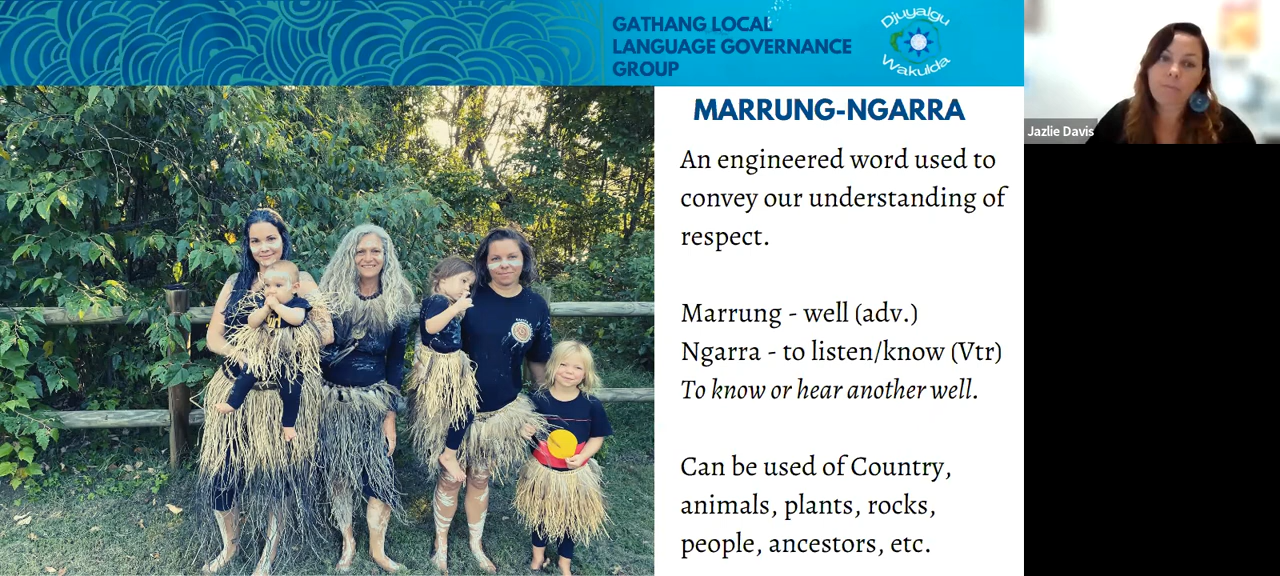 GATHANG LOCAL
LANGUAGE GOVERNANCE
GROUP
Djuyalgu
Wakulda
MARRUNG-NGARRA
An engineered word used to
convey our understanding of
respect.
Marrung - well (adv.)
Ngarra - to listen/know (Vtr)
To know or hear another well.
Can be used of Country,
animals, plants, rocks,
people, ancestors, etc.
Jazlie Davis